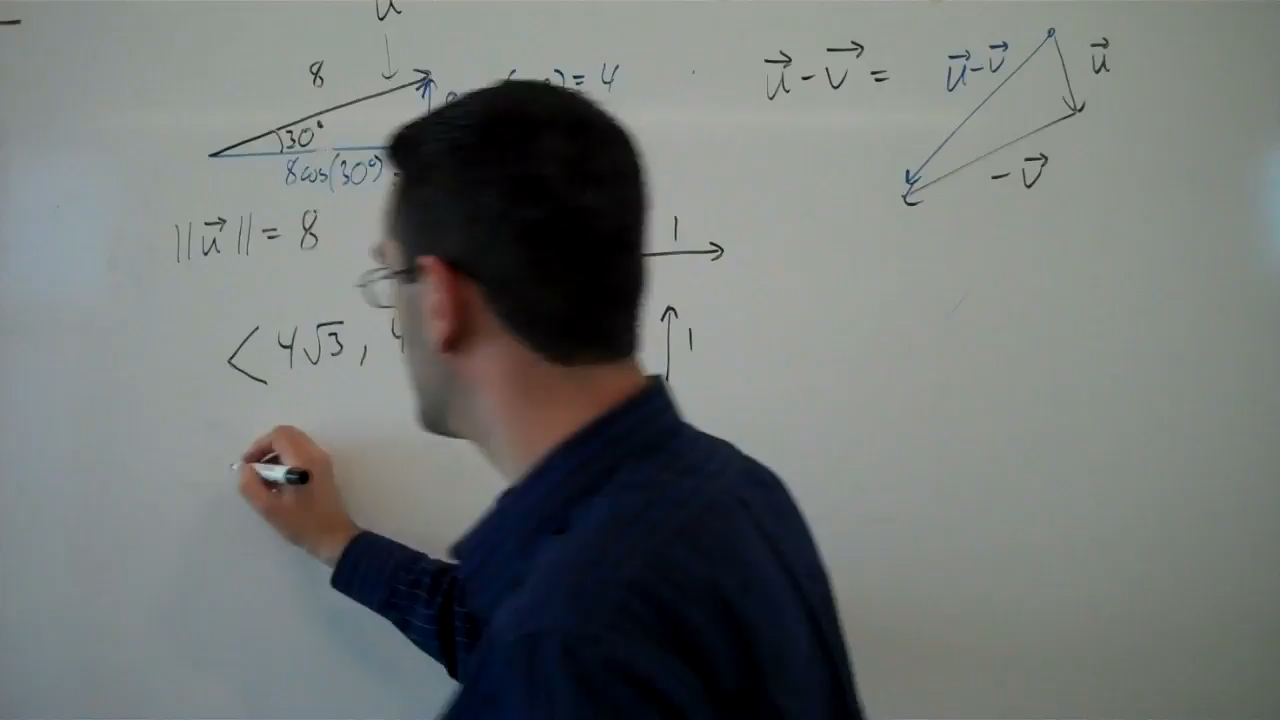 u
8
30°
8cos(30°)
) = 4
||u⃗|| = 8
< 4√3, 4
1
1
u⃗ - v⃗ =
u⃗-v⃗
u⃗
-v⃗